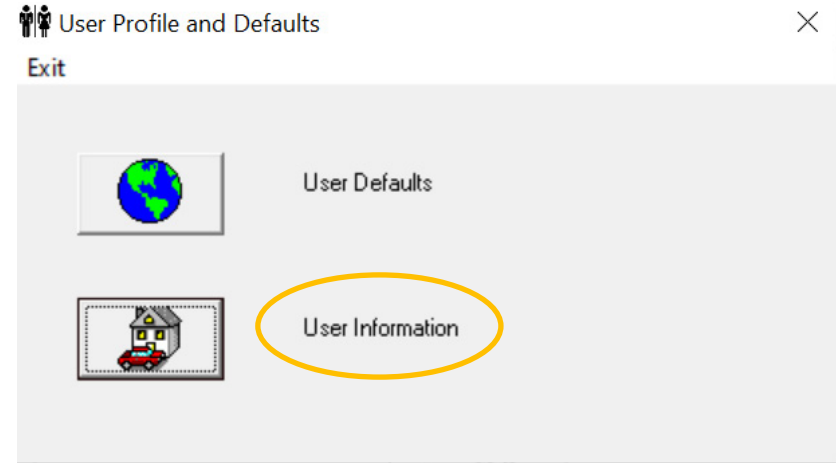 User Profile and Defaults
Exit
User Defaults
User Information